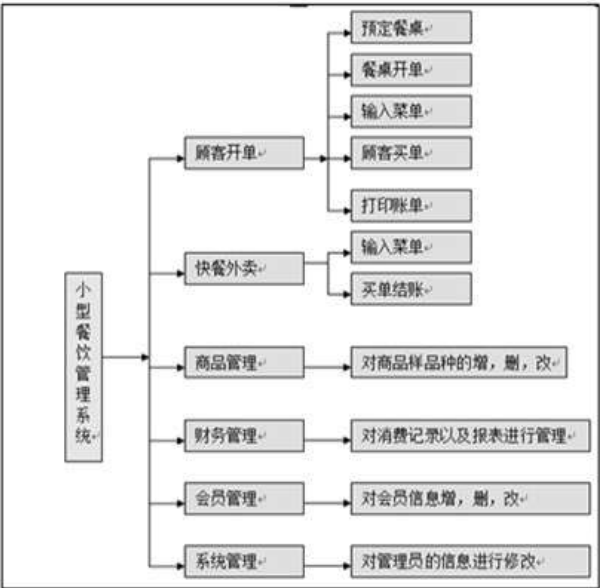 小型餐饮管理系统
顾客开单
预定餐桌
餐桌开单
输入菜单
顾客买单
打印账单
快餐外卖
输入菜单
买单结账
商品管理
对商品样品种的增，删，改
财务管理
对消费记录以及报表进行管理
会员管理
对会员信息增，删，改
系统管理
对管理员的信息进行修改